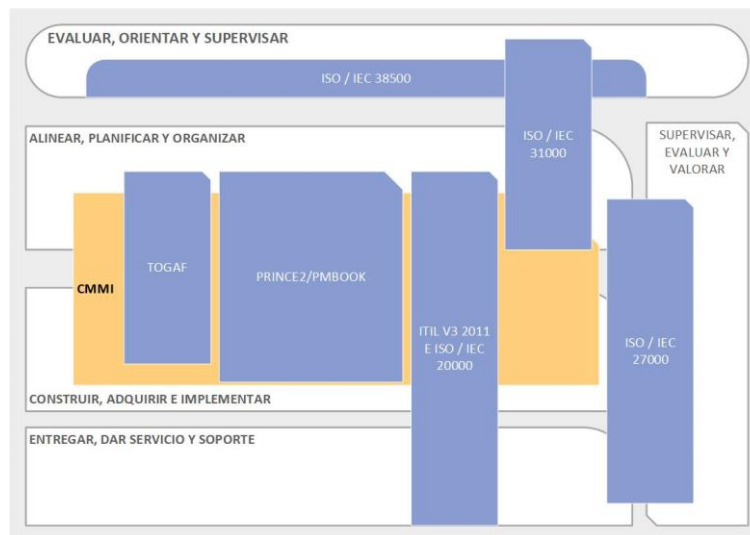 EVALUAR, ORIENTAR Y SUPERVISAR
ISO / IEC 38500
ALINEAR, PLANIFICAR Y ORGANIZAR
ISO / IEC
31000
SUPERVISAR,
EVALUAR Y
VALORAR
CMMI
TOGAF
PRINCE2/PMBOOK
ITIL V3 2011
E ISO / IEC
20000
ISO / IEC
27000
CONSTRUIR, ADQUIRIR E IMPLEMENTAR
ENTREGAR, DAR SERVICIO Y SOPORTE